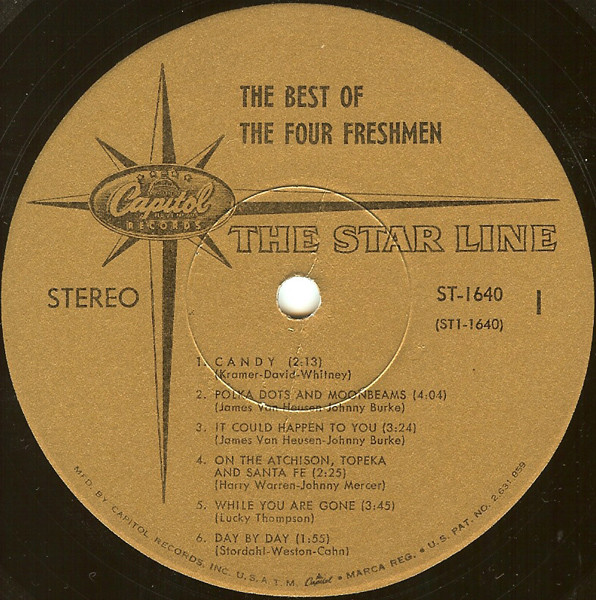 THE BEST OF
THE FOUR FRESHMEN
Capitol
RECORDS
THE STAR LINE
STEREO
ST-1640
1
(ST1-1640)
1. CANDY (2:13)
(Kramer-David-Whitney)
2. POLKA DOTS AND MOONBEAMS (4:04)
(James Van Heusen-Johnny Burke)
3. IT COULD HAPPEN TO YOU (3:24)
(James Van Heusen-Johnny Burke)
4. ON THE ATCHISON, TOPEKA
AND SANTA FE (2:25)
(Harry Warren-Johnny Mercer)
5. WHILE YOU ARE GONE (3:45)
(Lucky Thompson)
6. DAY BY DAY (1:55)
(Stordahl-Weston-Cahn)
MFD. BY CAPITOL RECORDS, INC. U.S.A. T.M. Capitol • MARCA REG. • U.S. PAT. NO. 2,631,859